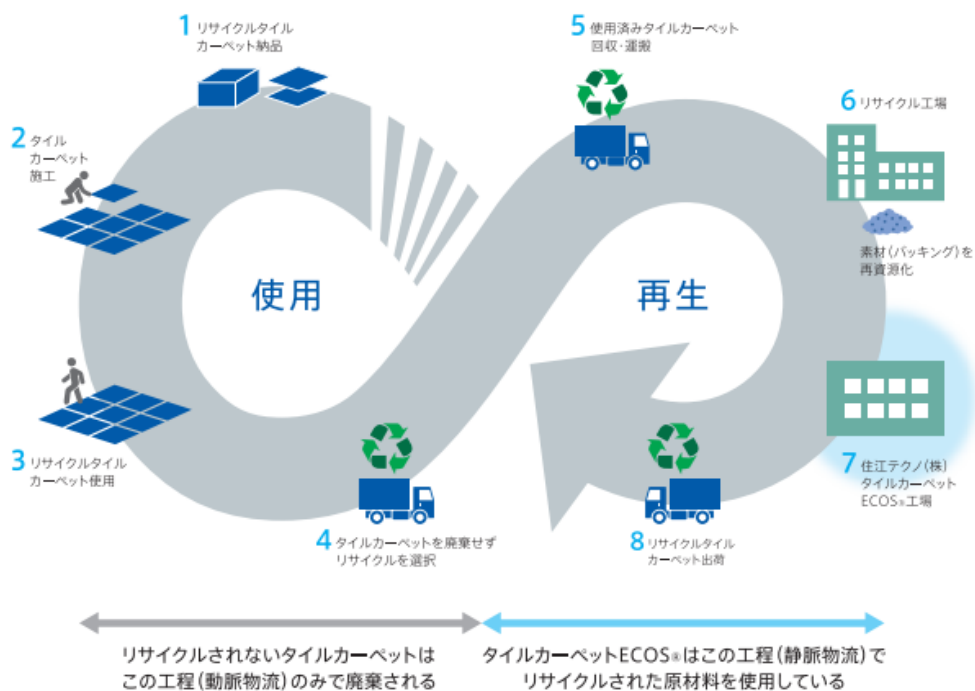 1 リサイクルタイル
カーペット納品
2 タイル
カーペット
施工
3 リサイクルタイル
カーペット使用
使用
4 タイルカーペットを廃棄せず
リサイクルを選択
5 使用済みタイルカーペット
回収・運搬
6 リサイクル工場
素材(バッキング)を
再資源化
再生
7 住江テクノ(株)
タイルカーペット
ECOS®工場
8 リサイクルタイル
カーペット出荷
リサイクルされないタイルカーペットは
この工程(動脈物流)のみで廃棄される
タイルカーペットECOS®はこの工程(静脈物流)で
リサイクルされた原材料を使用している